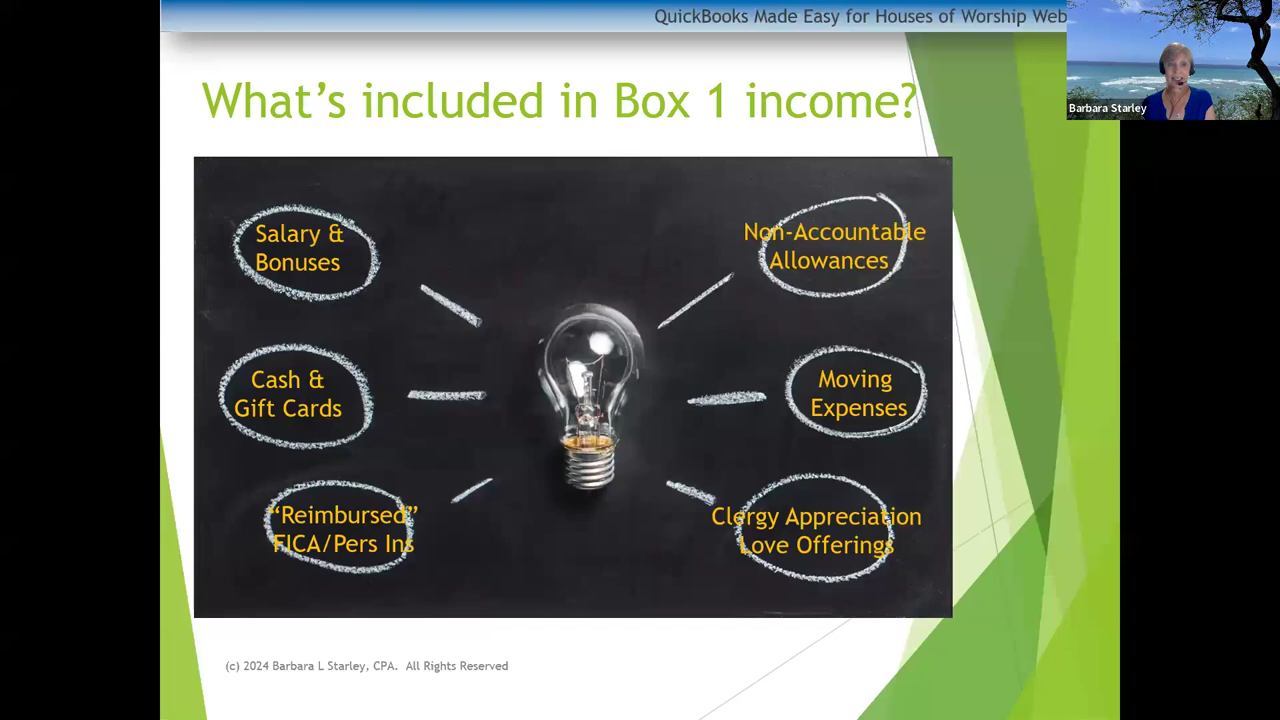 QuickBooks Made Easy for Houses of Worship Web
Barbara Starley
What's included in Box 1 income?
Salary &
Bonuses
Non-Accountable
Allowances
Cash &
Gift Cards
Moving
Expenses
"Reimbursed"
FICA/Pers Ins
Clergy Appreciation
Love Offerings
(c) 2024 Barbara L Starley, CPA. All Rights Reserved